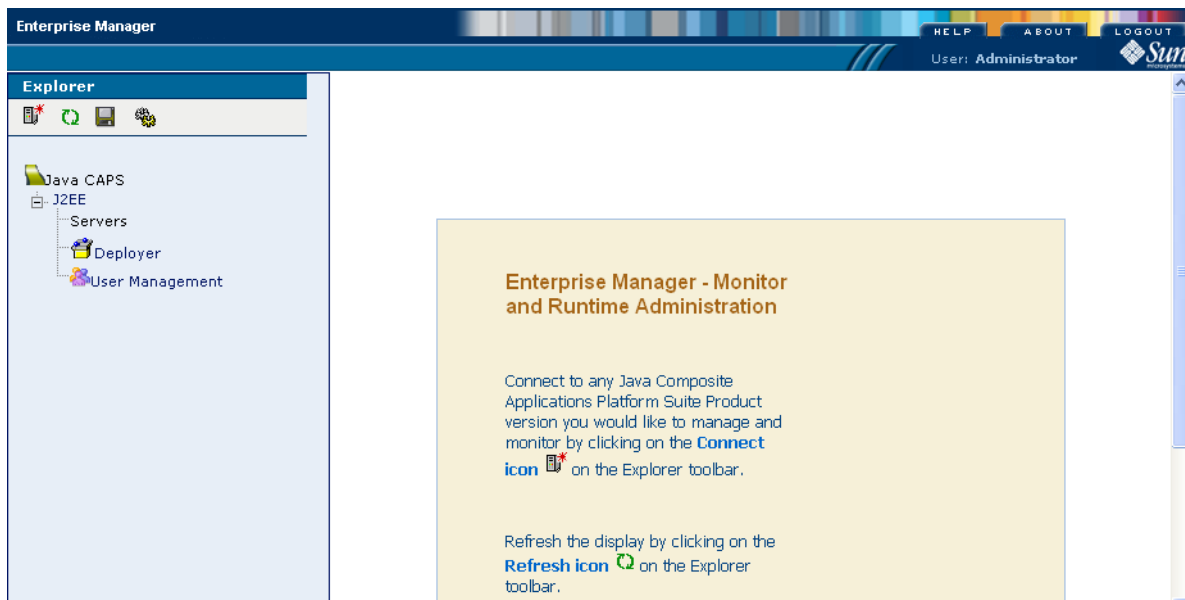 Enterprise Manager
HELP
ABOUT
LOGOUT
User: Administrator
Sun
microsystems
Explorer
Java CAPS
J2EE
Servers
Deployer
User Management
Enterprise Manager - Monitor
and Runtime Administration
Connect to any Java Composite
Applications Platform Suite Product
version you would like to manage and
monitor by clicking on the Connect
icon on the Explorer toolbar.
Refresh the display by clicking on the
Refresh icon on the Explorer
toolbar.